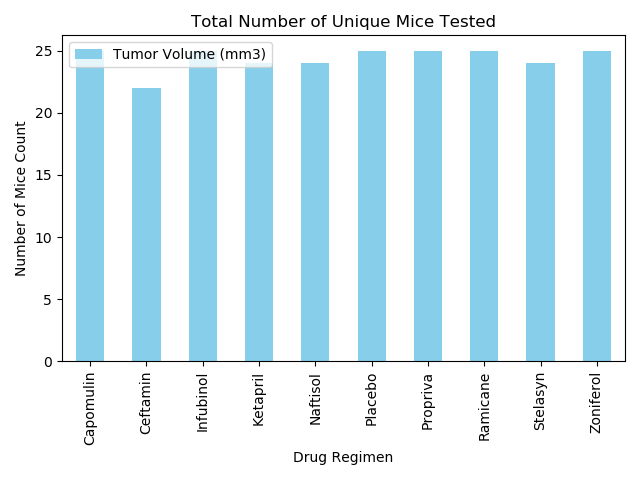 Total Number of Unique Mice Tested
Tumor Volume (mm3)
Number of Mice Count
25
20
15
10
5
0
Capomulin
Ceftamin
Infubinol
Ketapril
Naftisol
Placebo
Propriva
Ramicane
Stelasyn
Zoniferol
Drug Regimen